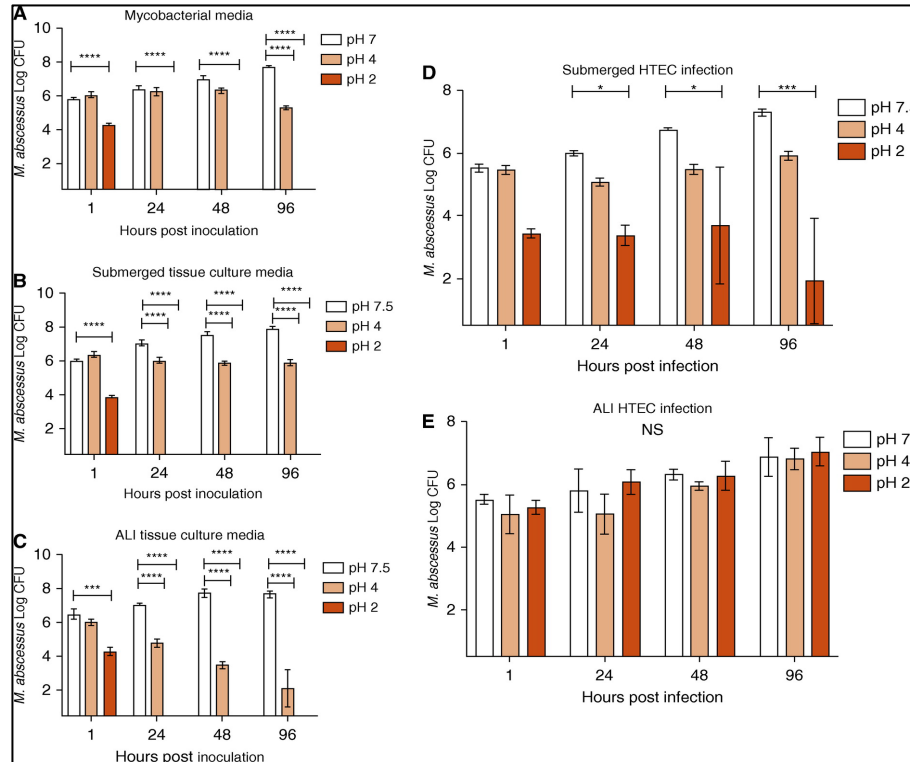 A
Mycobacterial media
M. abscessus Log CFU
10
8
6
4
2
**** **** **** **** ****
pH 7
pH 4
pH 2
1 24 48 96
Hours post inoculation
B
Submerged tissue culture media
M. abscessus Log CFU
10
8
6
4
2
**** **** **** **** **** **** ****
pH 7.5
pH 4
pH 2
1 24 48 96
Hours post inoculation
C
ALI tissue culture media
M. abscessus Log CFU
10
8
6
4
2
*** **** **** **** **** **** ****
pH 7.5
pH 4
pH 2
1 24 48 96
Hours post inoculation
D
Submerged HTEC infection
M. abscessus Log CFU
8
6
4
2
* * ***
pH 7.
pH 4
pH 2
1 24 48 96
Hours post infection
E
ALI HTEC infection
NS
M. abscessus Log CFU
8
6
4
2
pH 7
pH 4
pH 2
1 24 48 96
Hours post infection